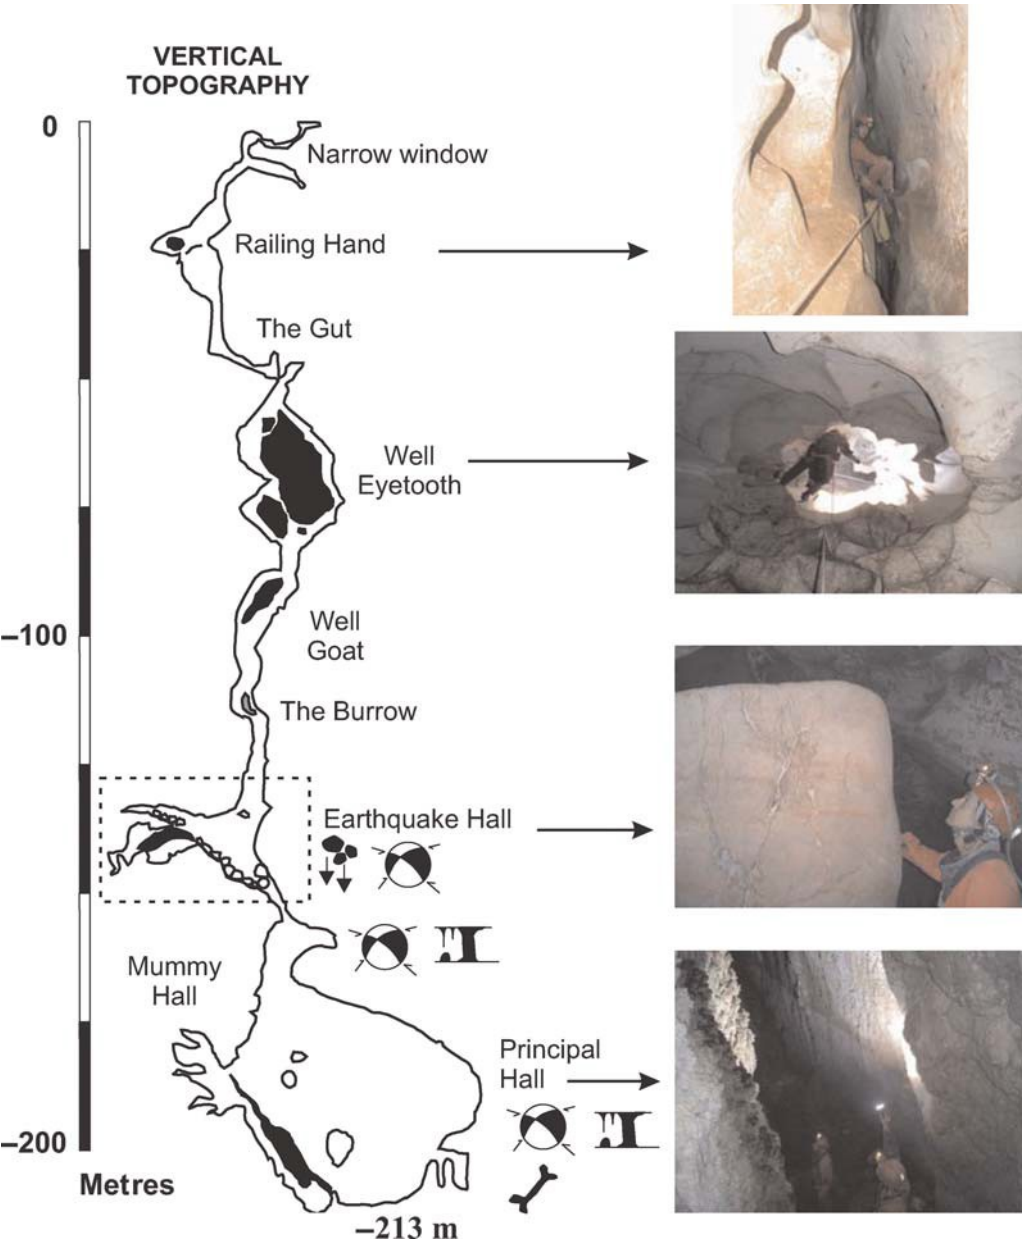 VERTICAL
TOPOGRAPHY
0
Narrow window
Railing Hand
The Gut
Well
Eyetooth
Well
Goat
–100
The Burrow
Earthquake Hall
Mummy
Hall
Principal
Hall
–200
Metres
–213 m